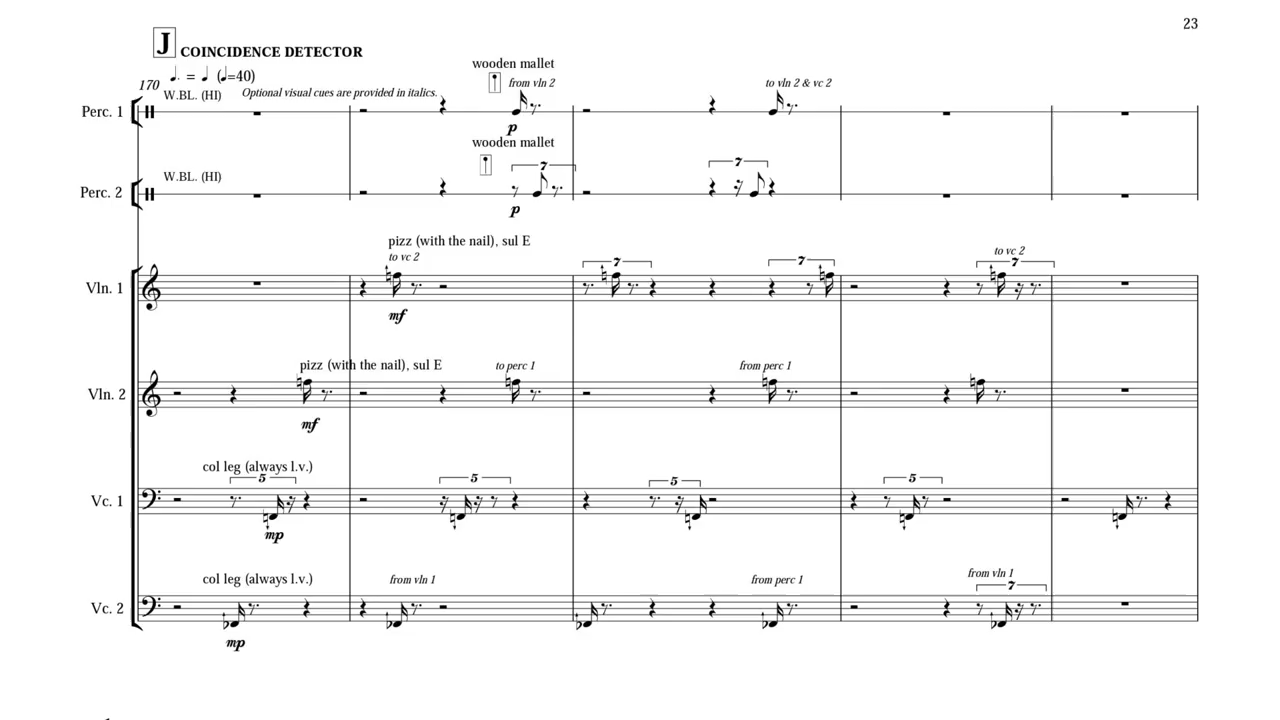 23
J COINCIDENCE DETECTOR
♩. = ♩ (♩=40)
wooden mallet
170
W.BL. (HI)
Optional visual cues are provided in italics.
from vln 2
to vln 2 & vc 2
Perc. 1
p
wooden mallet
W.BL. (HI)
7
7
Perc. 2
p
pizz (with the nail), sul E
to vc 2
to vc 2
7
7
7
Vln. 1
mf
pizz (with the nail), sul E
to perc 1
from perc 1
Vln. 2
mf
col leg (always l.v.)
5
5
5
5
Vc. 1
mp
col leg (always l.v.)
from vln 1
from perc 1
from vln 1
7
Vc. 2
mp